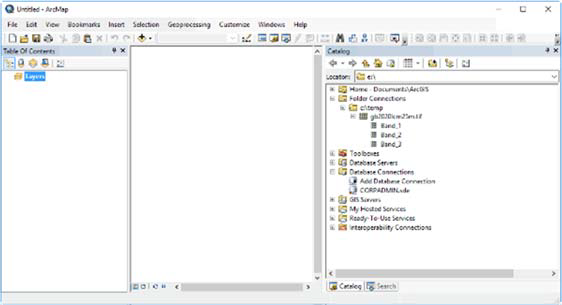 Untitled - ArcMap
File Edit View Bookmarks Insert Selection Geoprocessing Customize Windows Help
Table Of Contents
Layers
Catalog
Location: e:\
Home - Documents\ArcGIS
Folder Connections
e:\temp
gb2020lcm25m.tif
Band_1
Band_2
Band_3
Toolboxes
Database Servers
Database Connections
Add Database Connection
CORPADMIN.sde
GIS Servers
My Hosted Services
Ready-To-Use Services
Interoperability Connections
Catalog Search